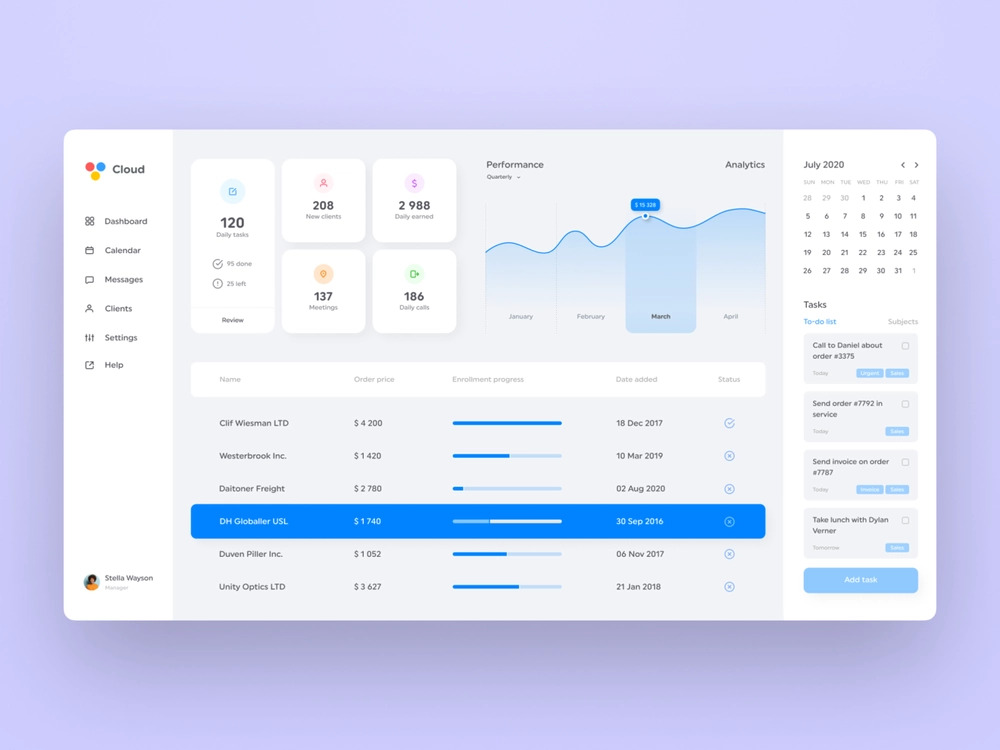 Cloud
Dashboard
Calendar
Messages
Clients
Settings
Help
Stella Wayson
Manager
120
Daily tasks
95 done
25 left
Review
208
New clients
$
2 988
Daily earned
137
Meetings
186
Daily calls
Performance
Analytics
Quarterly
$ 15 328
January February March April
Name Order price Enrollment progress Date added Status
Clif Wiesman LTD $ 4 200 18 Dec 2017
Westerbrook Inc. $ 1 420 10 Mar 2019
Daitoner Freight $ 2 780 02 Aug 2020
DH Globaller USL $ 1 740 30 Sep 2016
Duven Piller Inc. $ 1 052 06 Nov 2017
Unity Optics LTD $ 3 627 21 Jan 2018
July 2020
SUN MON TUE WED THU FRI SAT
28 29 30 1 2 3 4
5 6 7 8 9 10 11
12 13 14 15 16 17 18
19 20 21 22 23 24 25
26 27 28 29 30 31 1
Tasks
To-do list Subjects
Call to Daniel about
order #3375
Today Urgent Sales
Send order #7792 in
service
Today Sales
Send invoice on order
#7787
Today Invoice Sales
Take lunch with Dylan
Verner
Tomorrow Sales
Add task